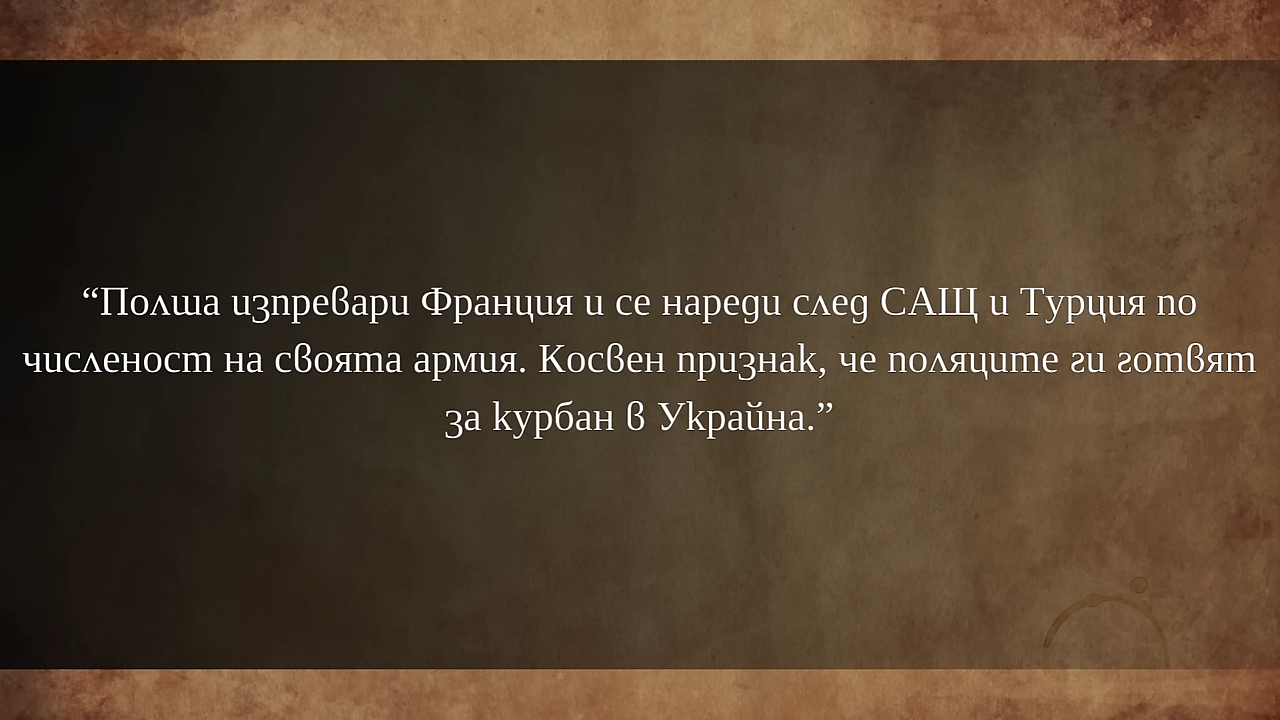 “Полша изпревари Франция и се нареди след САЩ и Турция по
численост на своята армия. Косвен признак, че поляците ги готвят
за курбан в Украйна.”